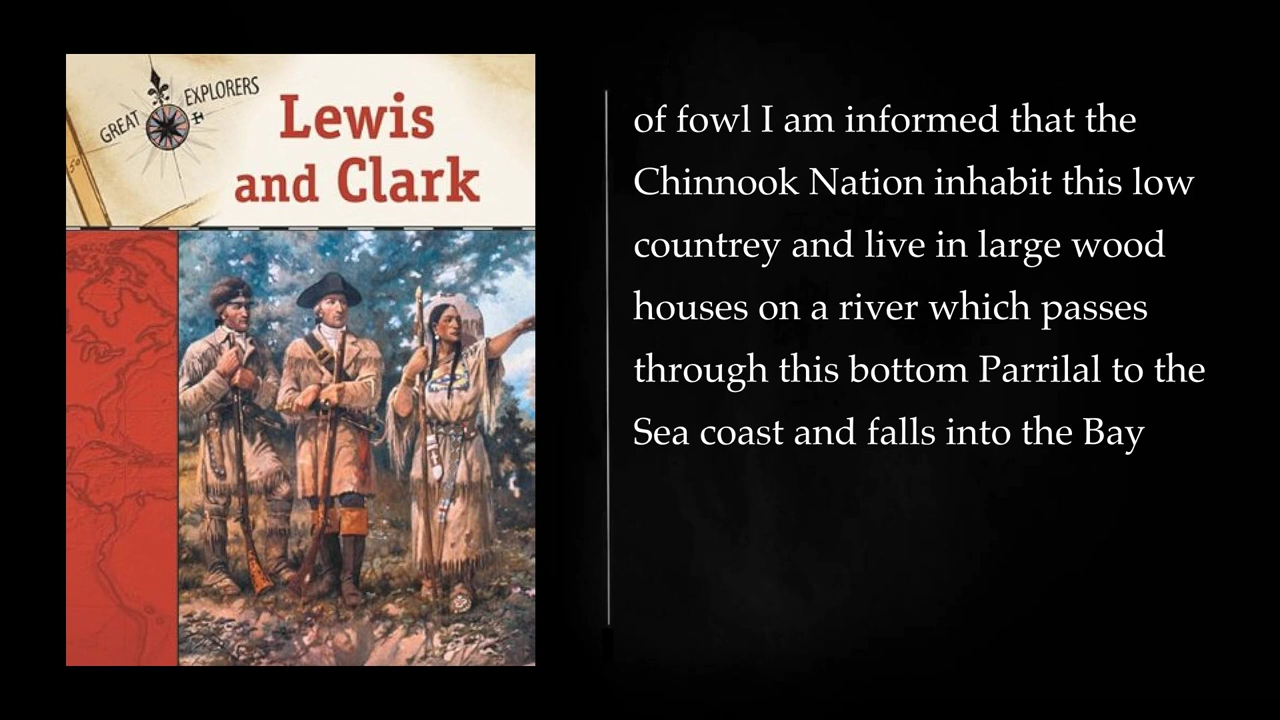 GREAT EXPLORERS
Lewis
and Clark
of fowl I am informed that the
Chinnook Nation inhabit this low
countrey and live in large wood
houses on a river which passes
through this bottom Parrilal to the
Sea coast and falls into the Bay